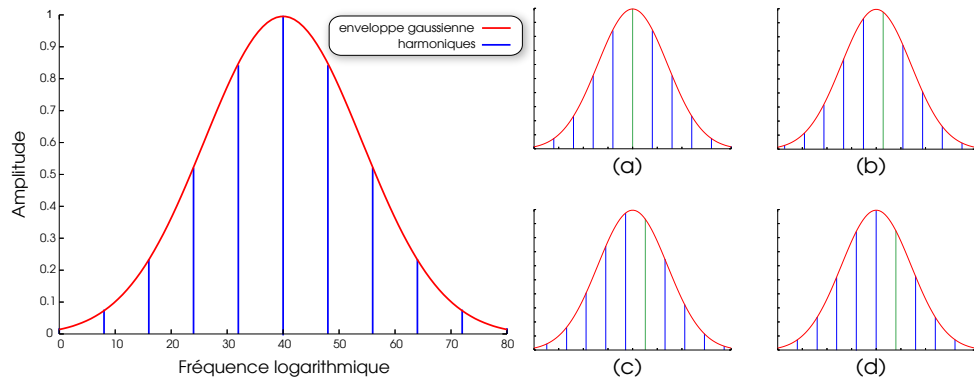 enveloppe gaussienne
harmoniques
Amplitude
1
0.9
0.8
0.7
0.6
0.5
0.4
0.3
0.2
0.1
0
0 10 20 30 40 50 60 70 80
Fréquence logarithmique
(a)
(b)
(c)
(d)